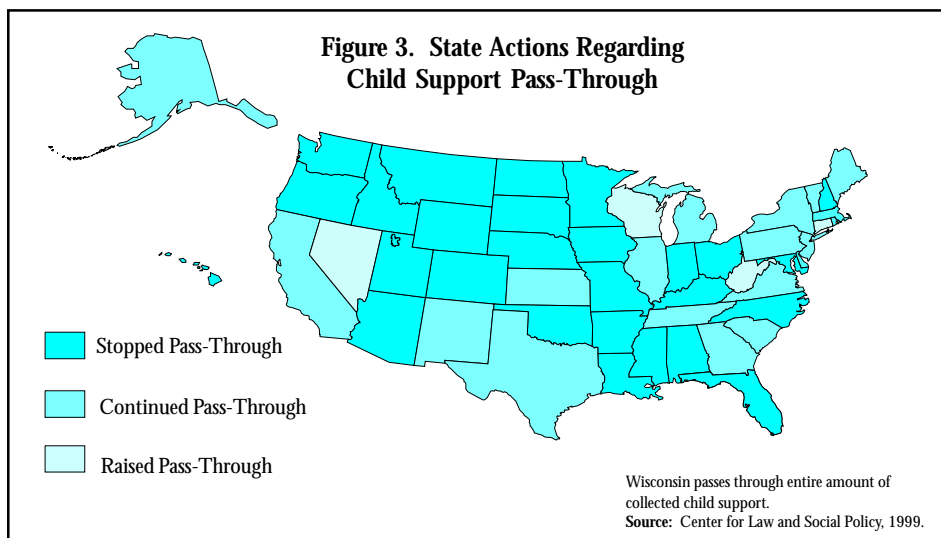 Figure 3.  State Actions Regarding
Child Support Pass-Through
Stopped Pass-Through
Continued Pass-Through
Raised Pass-Through
Wisconsin passes through entire amount of
collected child support.
Source:  Center for Law and Social Policy, 1999.